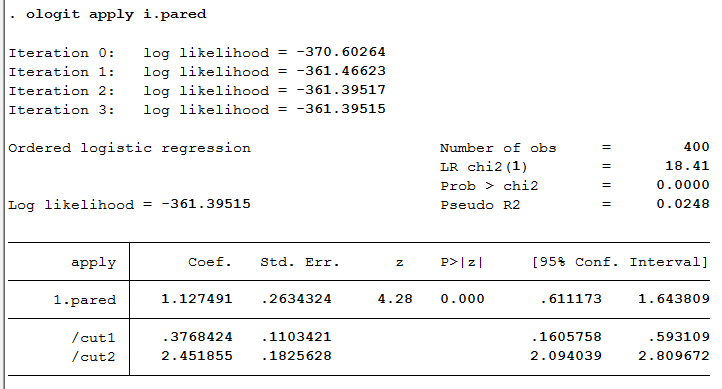 . ologit apply i.pared
Iteration 0:   log likelihood = -370.60264
Iteration 1:   log likelihood = -361.46623
Iteration 2:   log likelihood = -361.39517
Iteration 3:   log likelihood = -361.39515
Ordered logistic regression                     Number of obs     =        400
LR chi2(1)        =      18.41
Prob > chi2       =     0.0000
Log likelihood = -361.39515                     Pseudo R2         =     0.0248
apply        Coef.   Std. Err.      z    P>|z|     [95% Conf. Interval]
1.pared     1.127491   .2634324     4.28   0.000      .611173    1.643809
/cut1     .3768424   .1103421                      .1605758     .593109
/cut2     2.451855   .1825628                      2.094039    2.809672